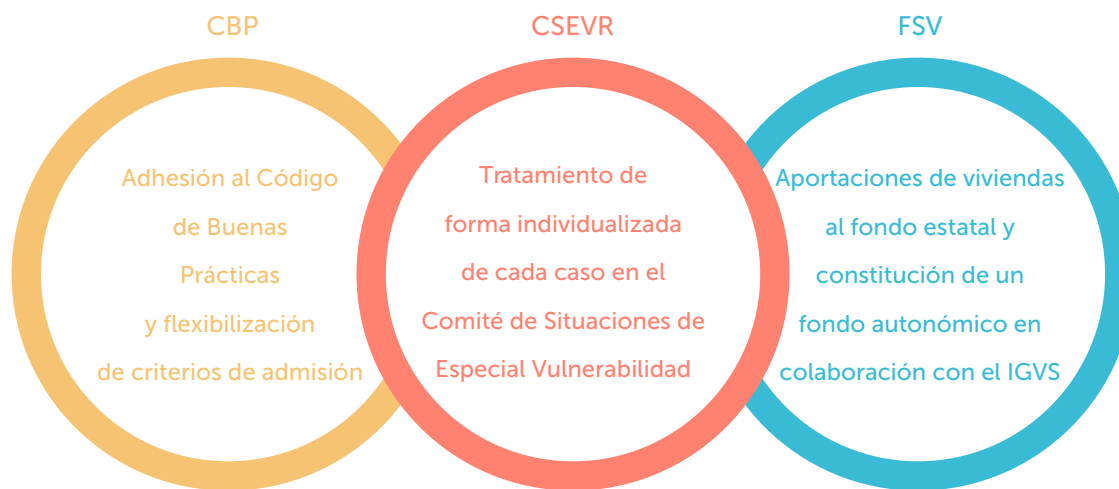 CBP
Adhesión al Código
de Buenas
Prácticas
y flexibilización
de criterios de admisión
CSEVR
Tratamiento de
forma individualizada
de cada caso en el
Comité de Situaciones de
Especial Vulnerabilidad
FSV
Aportaciones de viviendas
al fondo estatal y
constitución de un
fondo autonómico en
colaboración con el IGVS